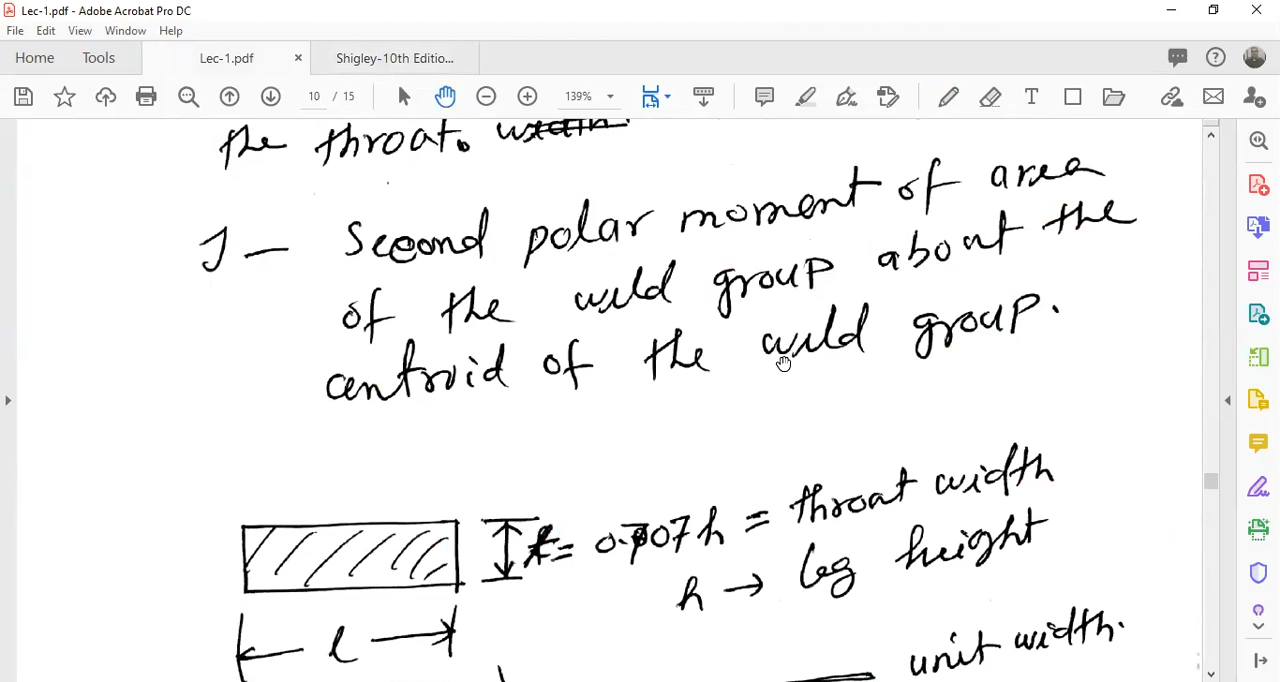 Lec-1.pdf - Adobe Acrobat Pro DC
File Edit View Window Help
Home Tools Lec-1.pdf × Shigley-10th Editio...
10 / 15 139%
the throat. width.
J — Second polar moment of area
of the weld group about the
centroid of the weld group.
t = 0.707h = throat width
h → leg height
l
unit width.